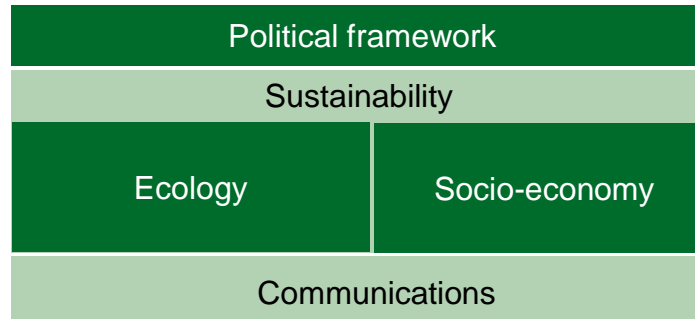 Political framework
Sustainability
Ecology
Socio-economy
Communications